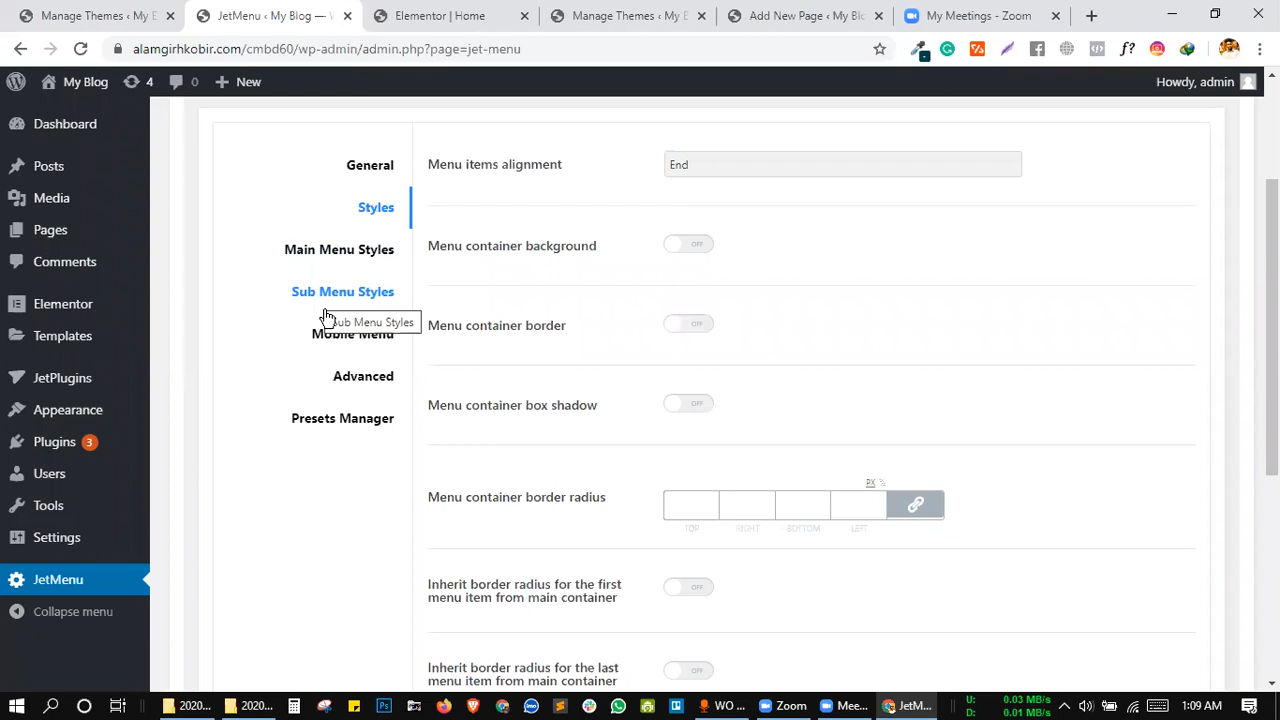 Manage Themes ‹ My E
JetMenu ‹ My Blog — W
Elementor | Home
Manage Themes ‹ My B
Add New Page ‹ My Blo
My Meetings - Zoom
alamgirhkobir.com/cmbd60/wp-admin/admin.php?page=jet-menu
My Blog
4
0
New
Howdy, admin
Dashboard
Posts
Media
Pages
Comments
Elementor
Templates
JetPlugins
Appearance
Plugins 3
Users
Tools
Settings
JetMenu
Collapse menu
General
Styles
Main Menu Styles
Sub Menu Styles
Sub Menu Styles
Mobile Menu
Advanced
Presets Manager
Menu items alignment
End
Menu container background
OFF
Menu container border
OFF
Menu container box shadow
OFF
PX %
Menu container border radius
TOP RIGHT BOTTOM LEFT
Inherit border radius for the first
menu item from main container
OFF
Inherit border radius for the last
menu item from main container
OFF
2020...
2020...
WO ...
Zoom
Mee...
JetM...
U: 0.03 MB/s
D: 0.01 MB/s
1:09 AM